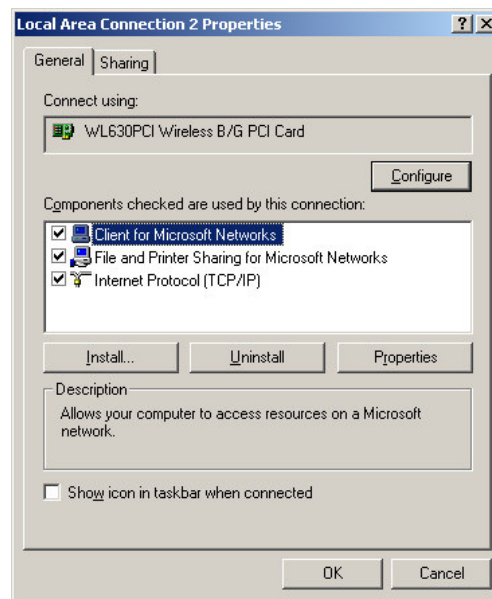 Local Area Connection 2 Properties
General Sharing
Connect using:
WL630PCI Wireless B/G PCI Card
Configure
Components checked are used by this connection:
Client for Microsoft Networks
File and Printer Sharing for Microsoft Networks
Internet Protocol (TCP/IP)
Install... Uninstall Properties
Description
Allows your computer to access resources on a Microsoft
network.
Show icon in taskbar when connected
OK Cancel